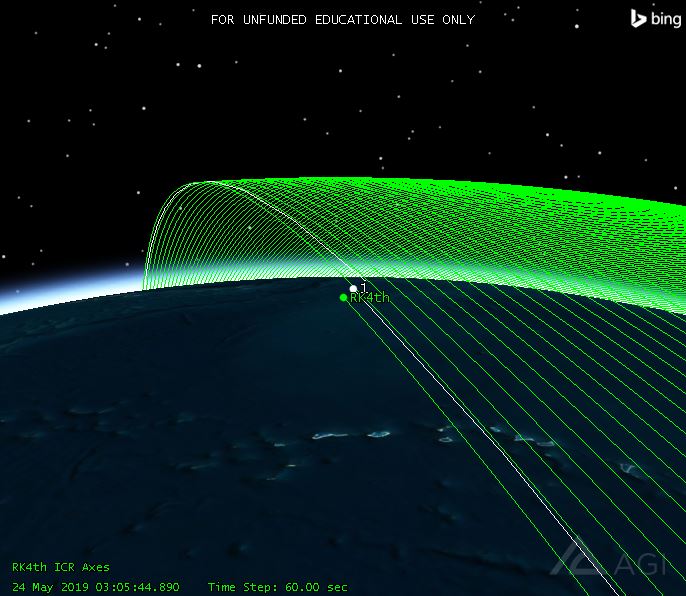 FOR UNFUNDED EDUCATIONAL USE ONLY
bing
RK4th
AGI
RK4th ICR Axes
24 May 2019 03:05:44.890 Time Step: 60.00 sec